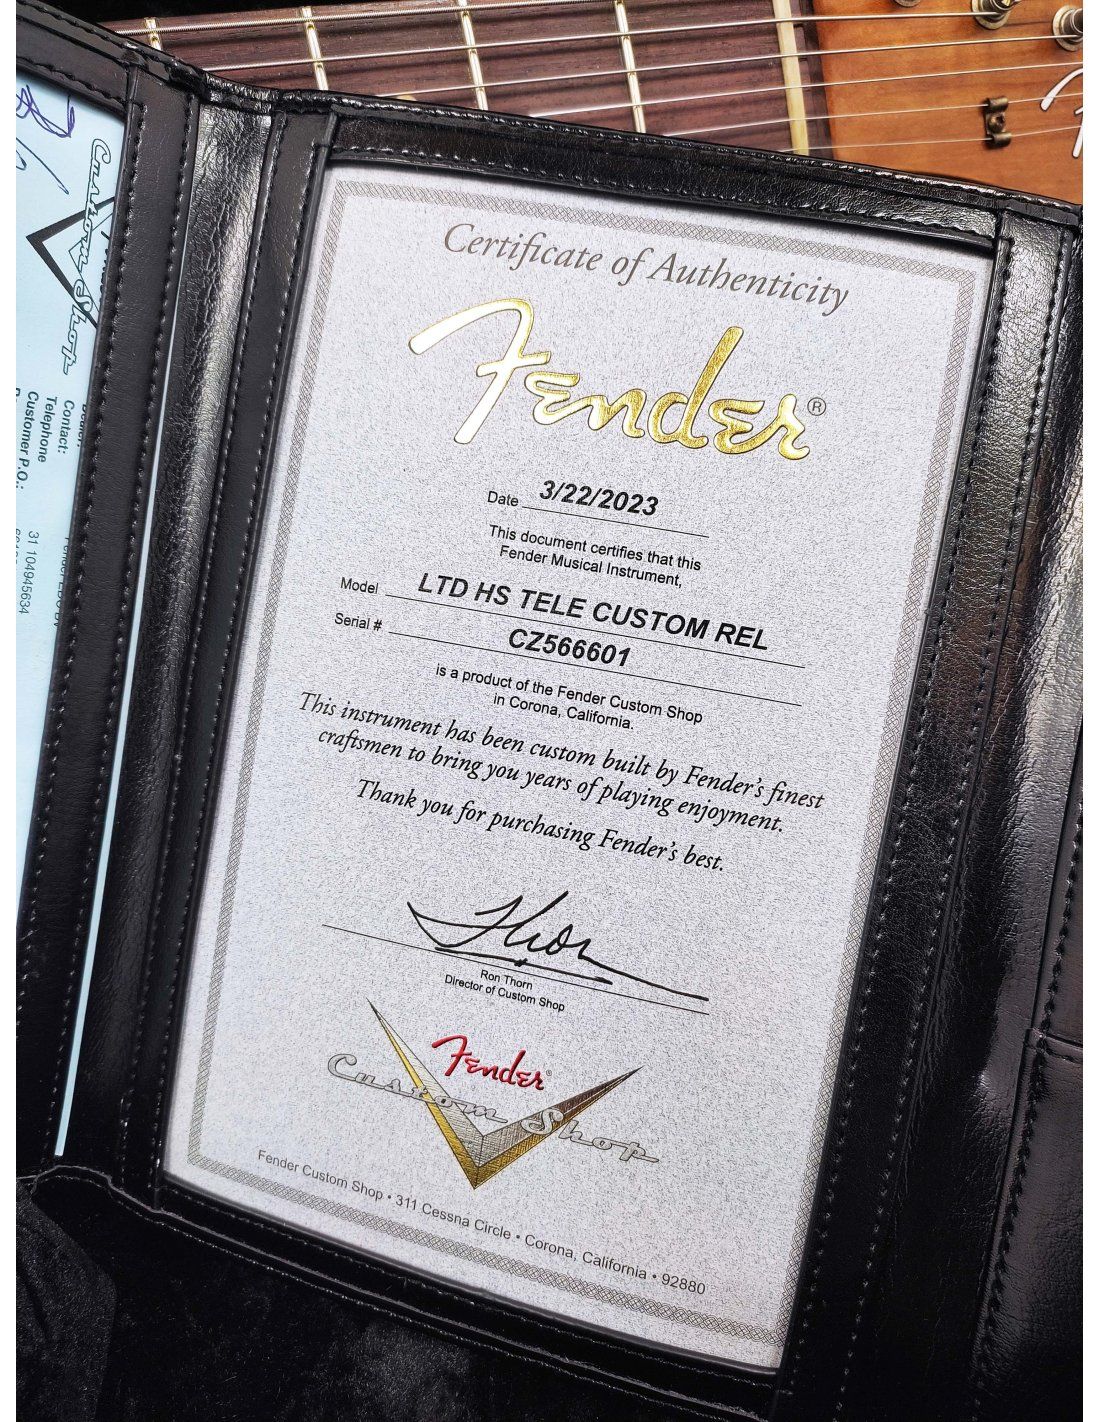 Certificate of Authenticity
Fender®
Date 3/22/2023
This document certifies that this
Fender Musical Instrument,
Model LTD HS TELE CUSTOM REL
Serial # CZ566601
is a product of the Fender Custom Shop
in Corona, California.
This instrument has been custom built by Fender's finest
craftsmen to bring you years of playing enjoyment.
Thank you for purchasing Fender's best.
Ron Thorn
Director of Custom Shop
Fender®
Custom Shop
Fender Custom Shop • 311 Cessna Circle • Corona, California • 92880
Custom Shop
Contact:
Telephone
Customer P.O.:
31 104945634